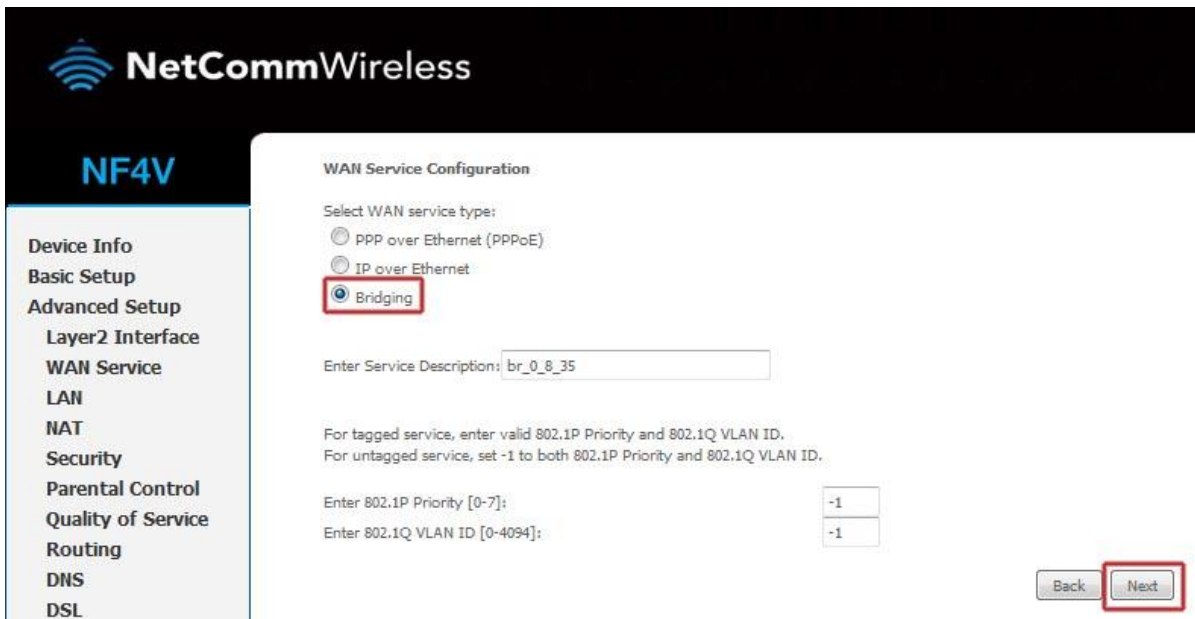 NetCommWireless
NF4V
Device Info
Basic Setup
Advanced Setup
Layer2 Interface
WAN Service
LAN
NAT
Security
Parental Control
Quality of Service
Routing
DNS
DSL
WAN Service Configuration
Select WAN service type:
PPP over Ethernet (PPPoE)
IP over Ethernet
Bridging
Enter Service Description: br_0_8_35
For tagged service, enter valid 802.1P Priority and 802.1Q VLAN ID.
For untagged service, set -1 to both 802.1P Priority and 802.1Q VLAN ID.
Enter 802.1P Priority [0-7]: -1
Enter 802.1Q VLAN ID [0-4094]: -1
Back Next